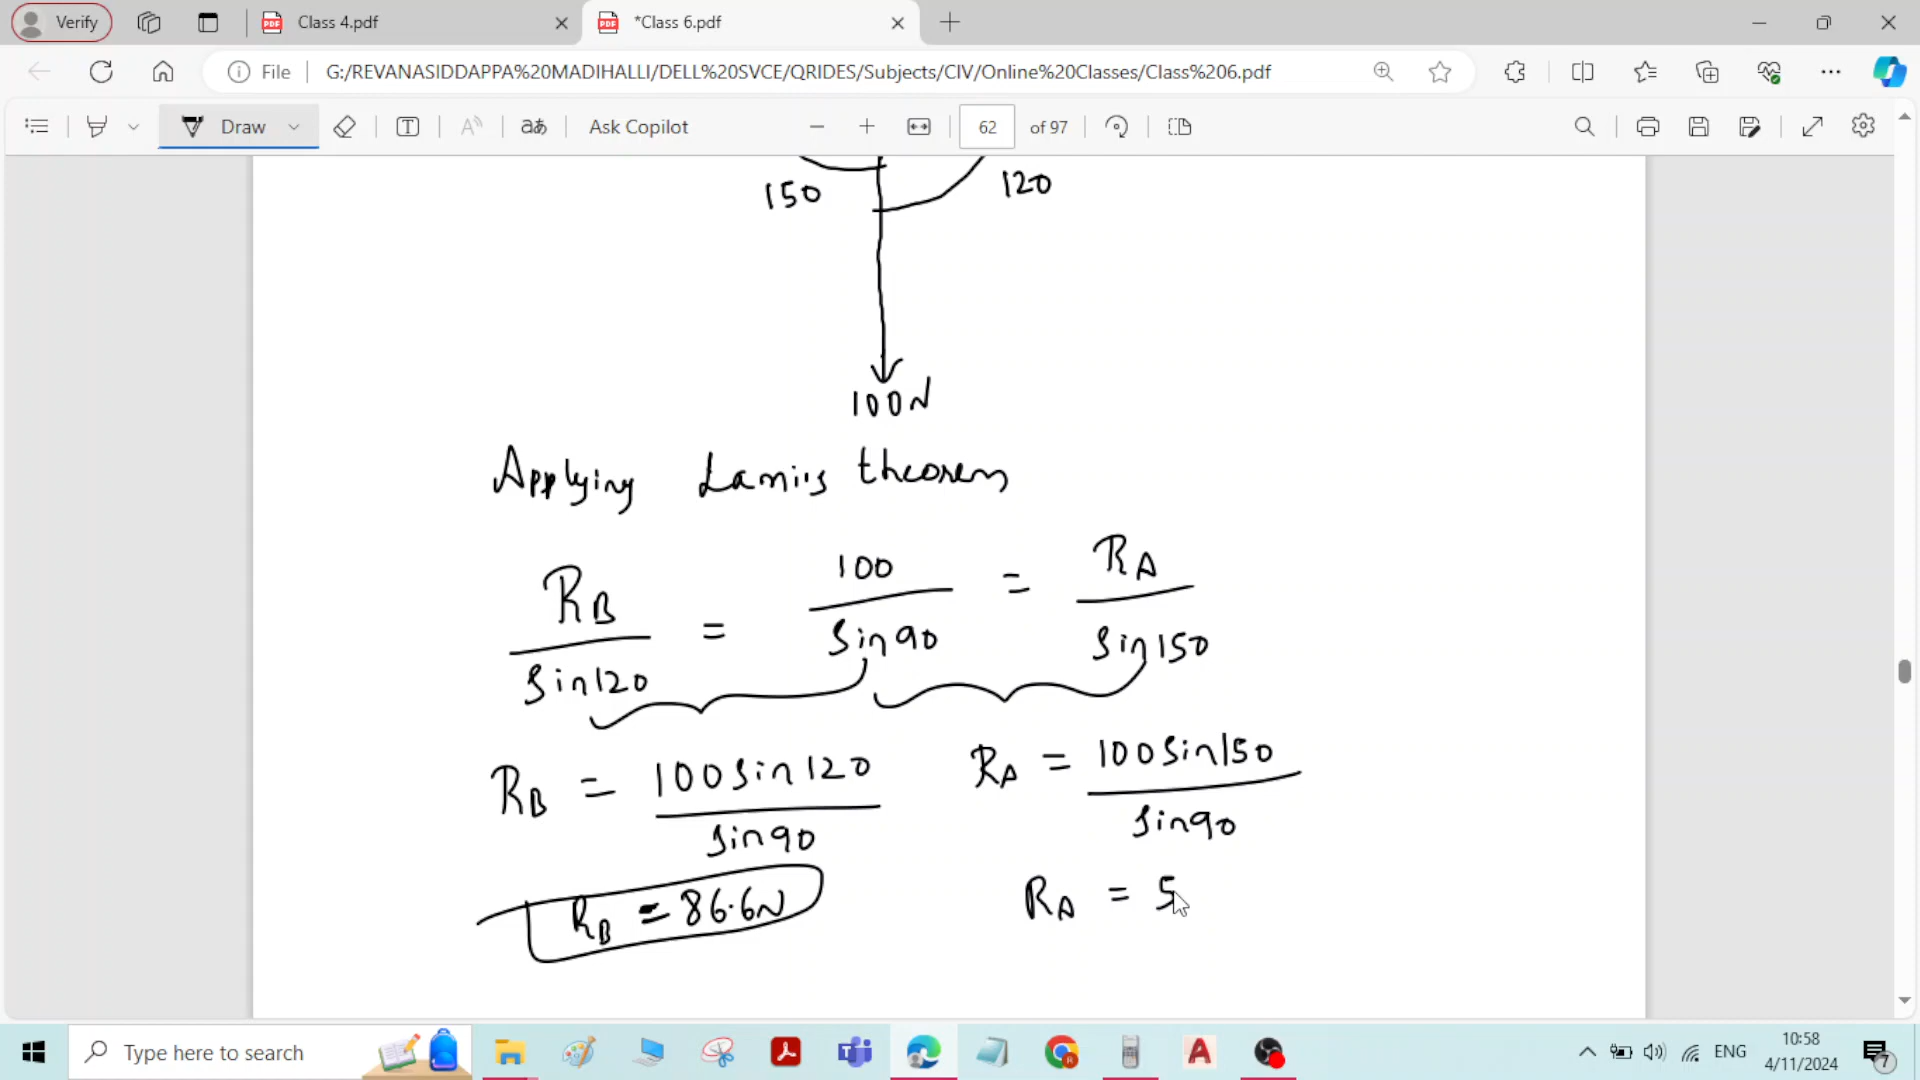 Verify
Class 4.pdf
*Class 6.pdf
File
G:/REVANASIDDAPPA%20MADIHALLI/DELL%20SVCE/QRIDES/Subjects/CIV/Online%20Classes/Class%206.pdf
Draw
aあ
Ask Copilot
62 of 97
150
120
100N
Applying Lami's theorem
RB/Sin120 = 100/Sin90 = RA/Sin150
RB = 100Sin120/Sin90
RA = 100Sin150/Sin90
RB = 86.6N
RA = 5
Type here to search
ENG
10:58
4/11/2024
7